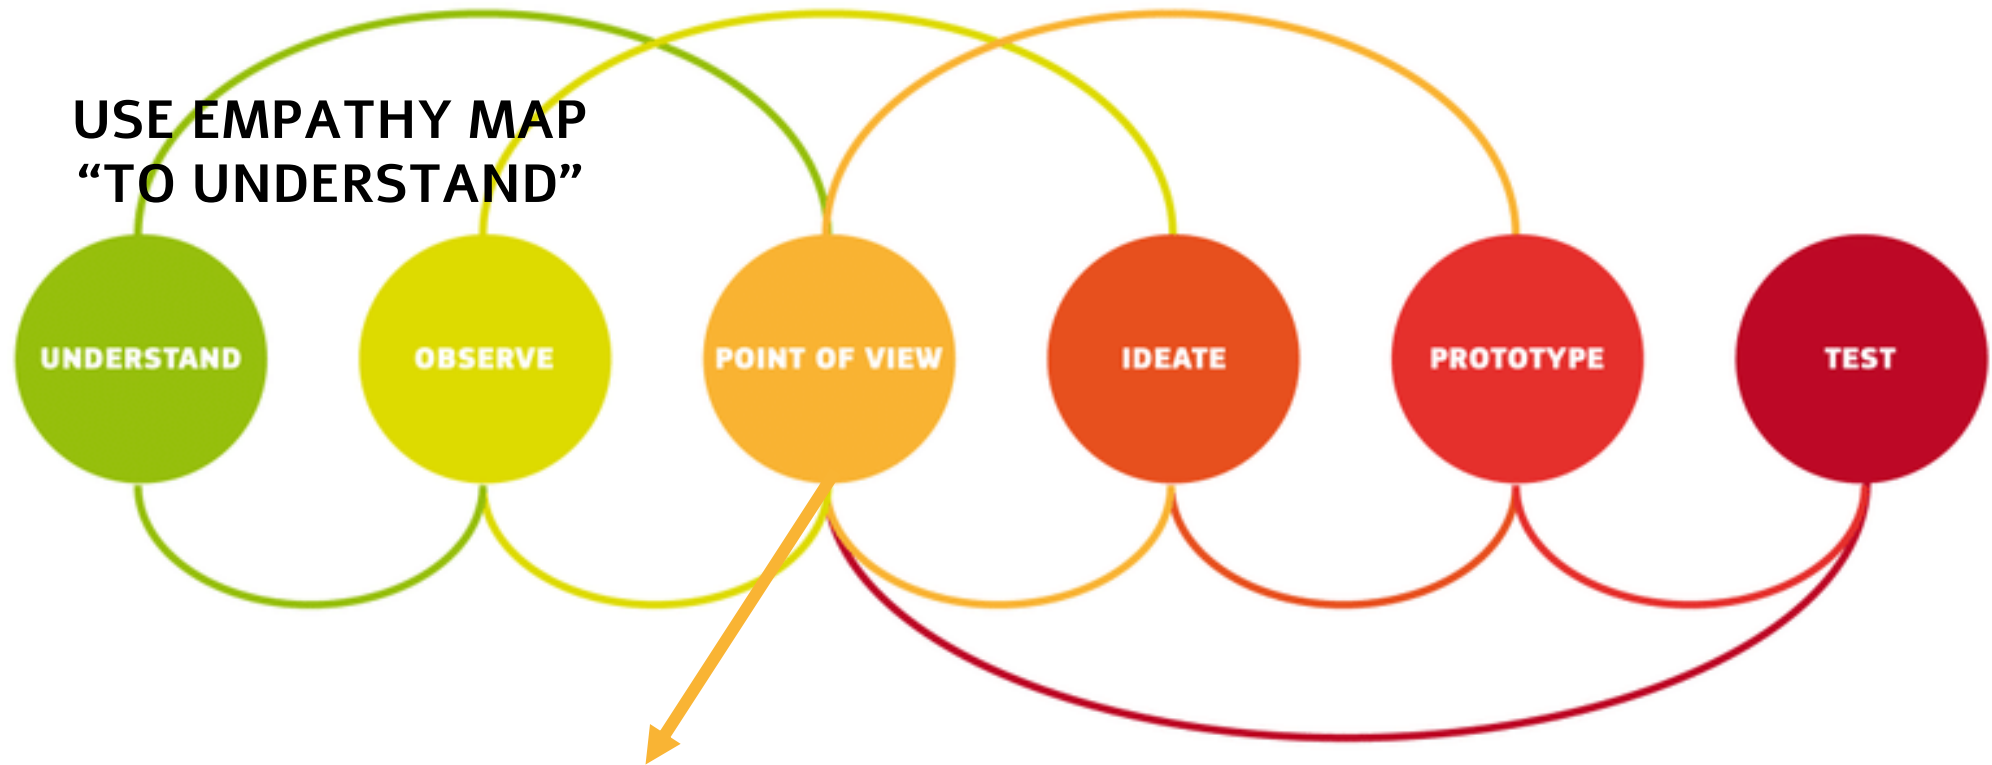 USE EMPATHY MAP
“TO UNDERSTAND”
UNDERSTAND
OBSERVE
POINT OF VIEW
IDEATE
PROTOTYPE
TEST